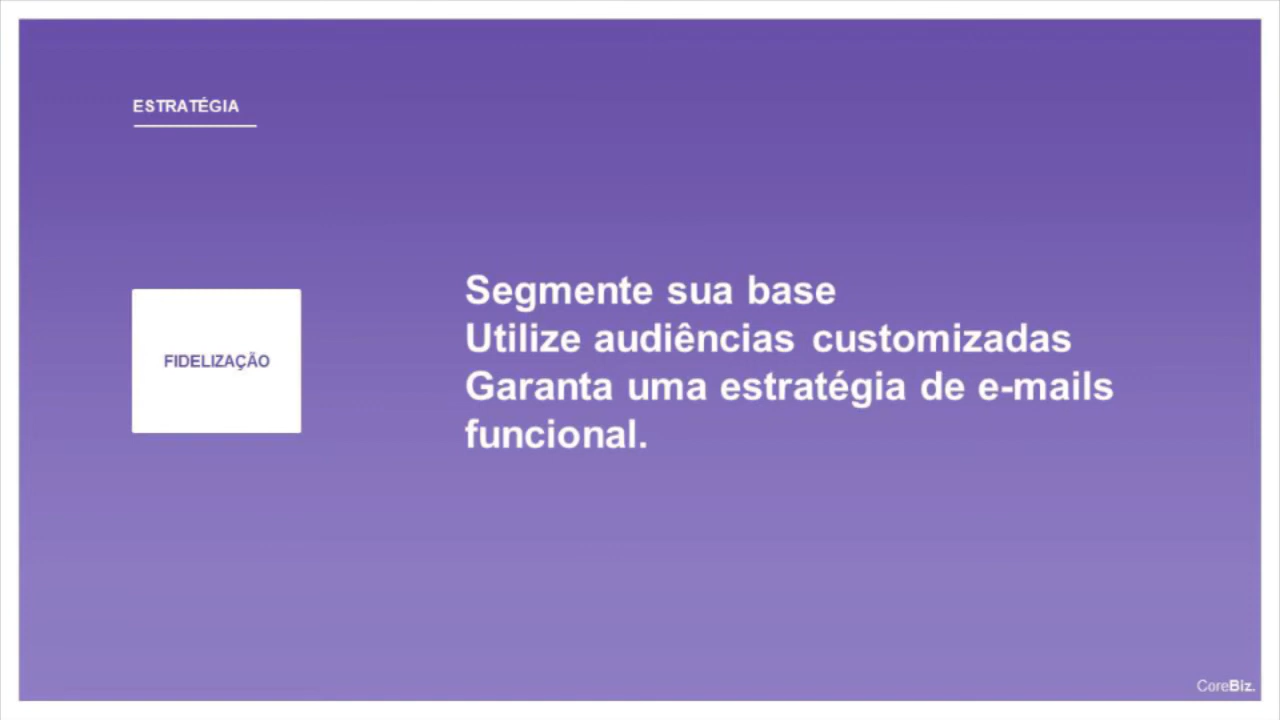 ESTRATÉGIA
FIDELIZAÇÃO
Segmente sua base
Utilize audiências customizadas
Garanta uma estratégia de e-mails
funcional.
CoreBiz.